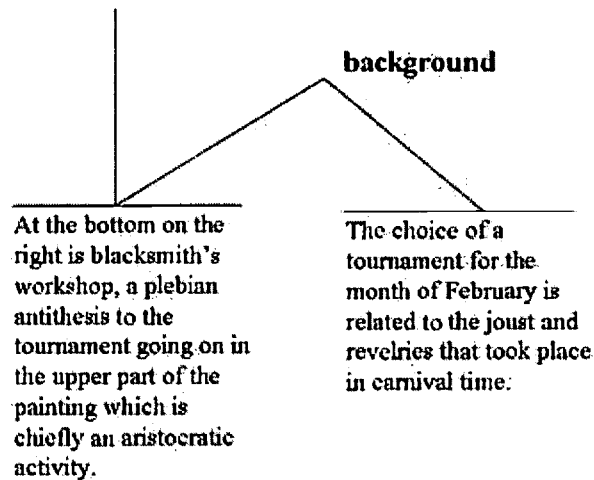 background
At the bottom on the
right is blacksmith's
workshop, a plebian
antithesis to the
tournament going on in
the upper part of the
painting which is
chiefly an aristocratic
activity.
The choice of a
tournament for the
month of February is
related to the joust and
revelries that took place
in carnival time.